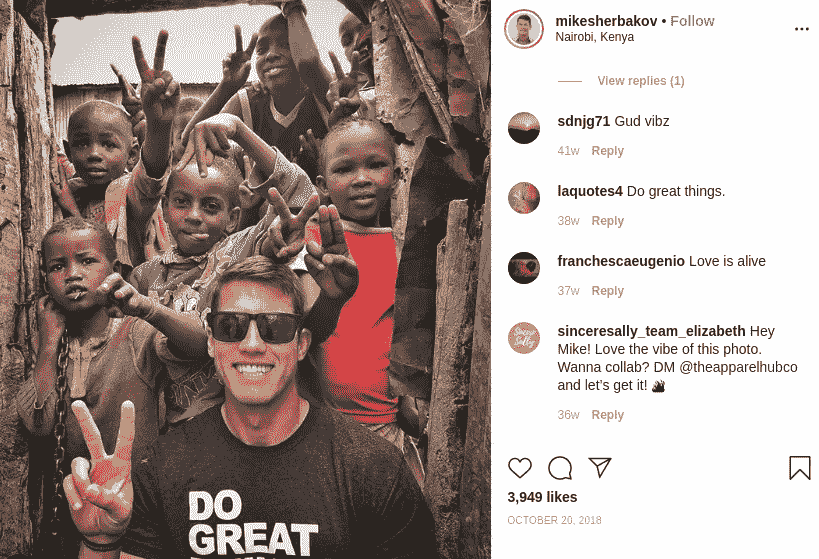 DO
GREAT
mikesherbakov • Follow
Nairobi, Kenya
View replies (1)
sdnjg71 Gud vibz
41w Reply
laquotes4 Do great things.
38w Reply
franchescaeugenio Love is alive
37w Reply
sinceresally_team_elizabeth Hey
Mike! Love the vibe of this photo.
Wanna collab? DM @theapparelhubco
and let's get it!
36w Reply
3,949 likes
OCTOBER 20, 2018